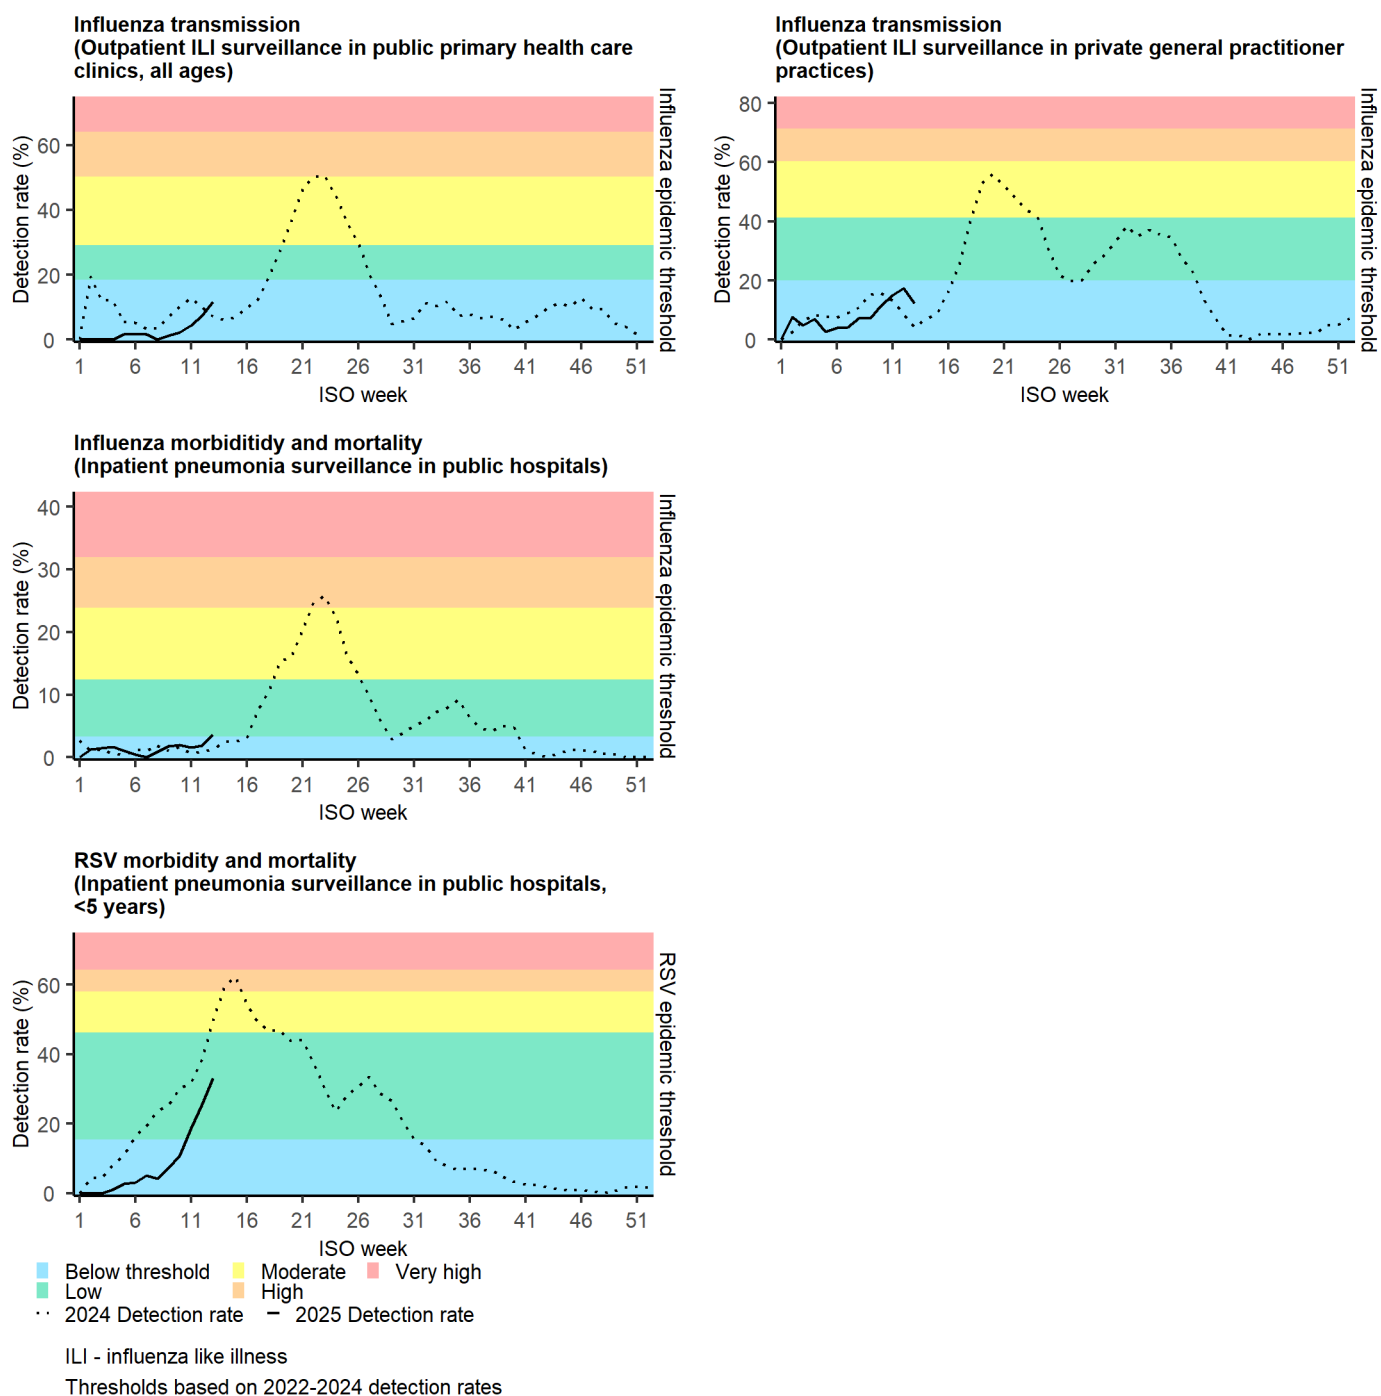 Influenza transmission
(Outpatient ILI surveillance in public primary health care
clinics, all ages)
Detection rate (%)
60
40
20
0
1 6 11 16 21 26 31 36 41 46 51
ISO week
Influenza epidemic threshold
Influenza transmission
(Outpatient ILI surveillance in private general practitioner
practices)
Detection rate (%)
80
60
40
20
0
1 6 11 16 21 26 31 36 41 46 51
ISO week
Influenza epidemic threshold
Influenza morbiditidy and mortality
(Inpatient pneumonia surveillance in public hospitals)
Detection rate (%)
40
30
20
10
0
1 6 11 16 21 26 31 36 41 46 51
ISO week
Influenza epidemic threshold
RSV morbidity and mortality
(Inpatient pneumonia surveillance in public hospitals,
<5 years)
Detection rate (%)
60
40
20
0
1 6 11 16 21 26 31 36 41 46 51
ISO week
RSV epidemic threshold
Below threshold Moderate Very high
Low High
2024 Detection rate 2025 Detection rate
ILI - influenza like illness
Thresholds based on 2022-2024 detection rates